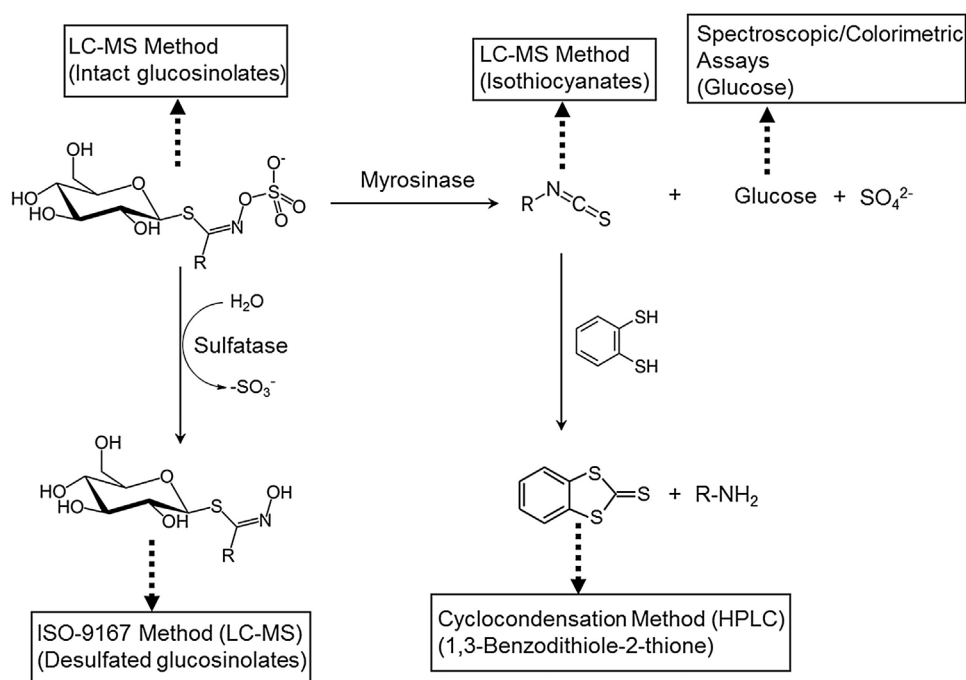 LC-MS Method
(Intact glucosinolates)
LC-MS Method
(Isothiocyanates)
Spectroscopic/Colorimetric
Assays
(Glucose)
OH
HO
HO
O
OH
S
N
O
S
O⁻
O
O
R
Myrosinase
R
N
C
S
+
Glucose + SO₄²⁻
H₂O
Sulfatase
-SO₃⁻
SH
SH
OH
HO
HO
O
OH
S
N
OH
R
S
S
S
+ R-NH₂
ISO-9167 Method (LC-MS)
(Desulfated glucosinolates)
Cyclocondensation Method (HPLC)
(1,3-Benzodithiole-2-thione)